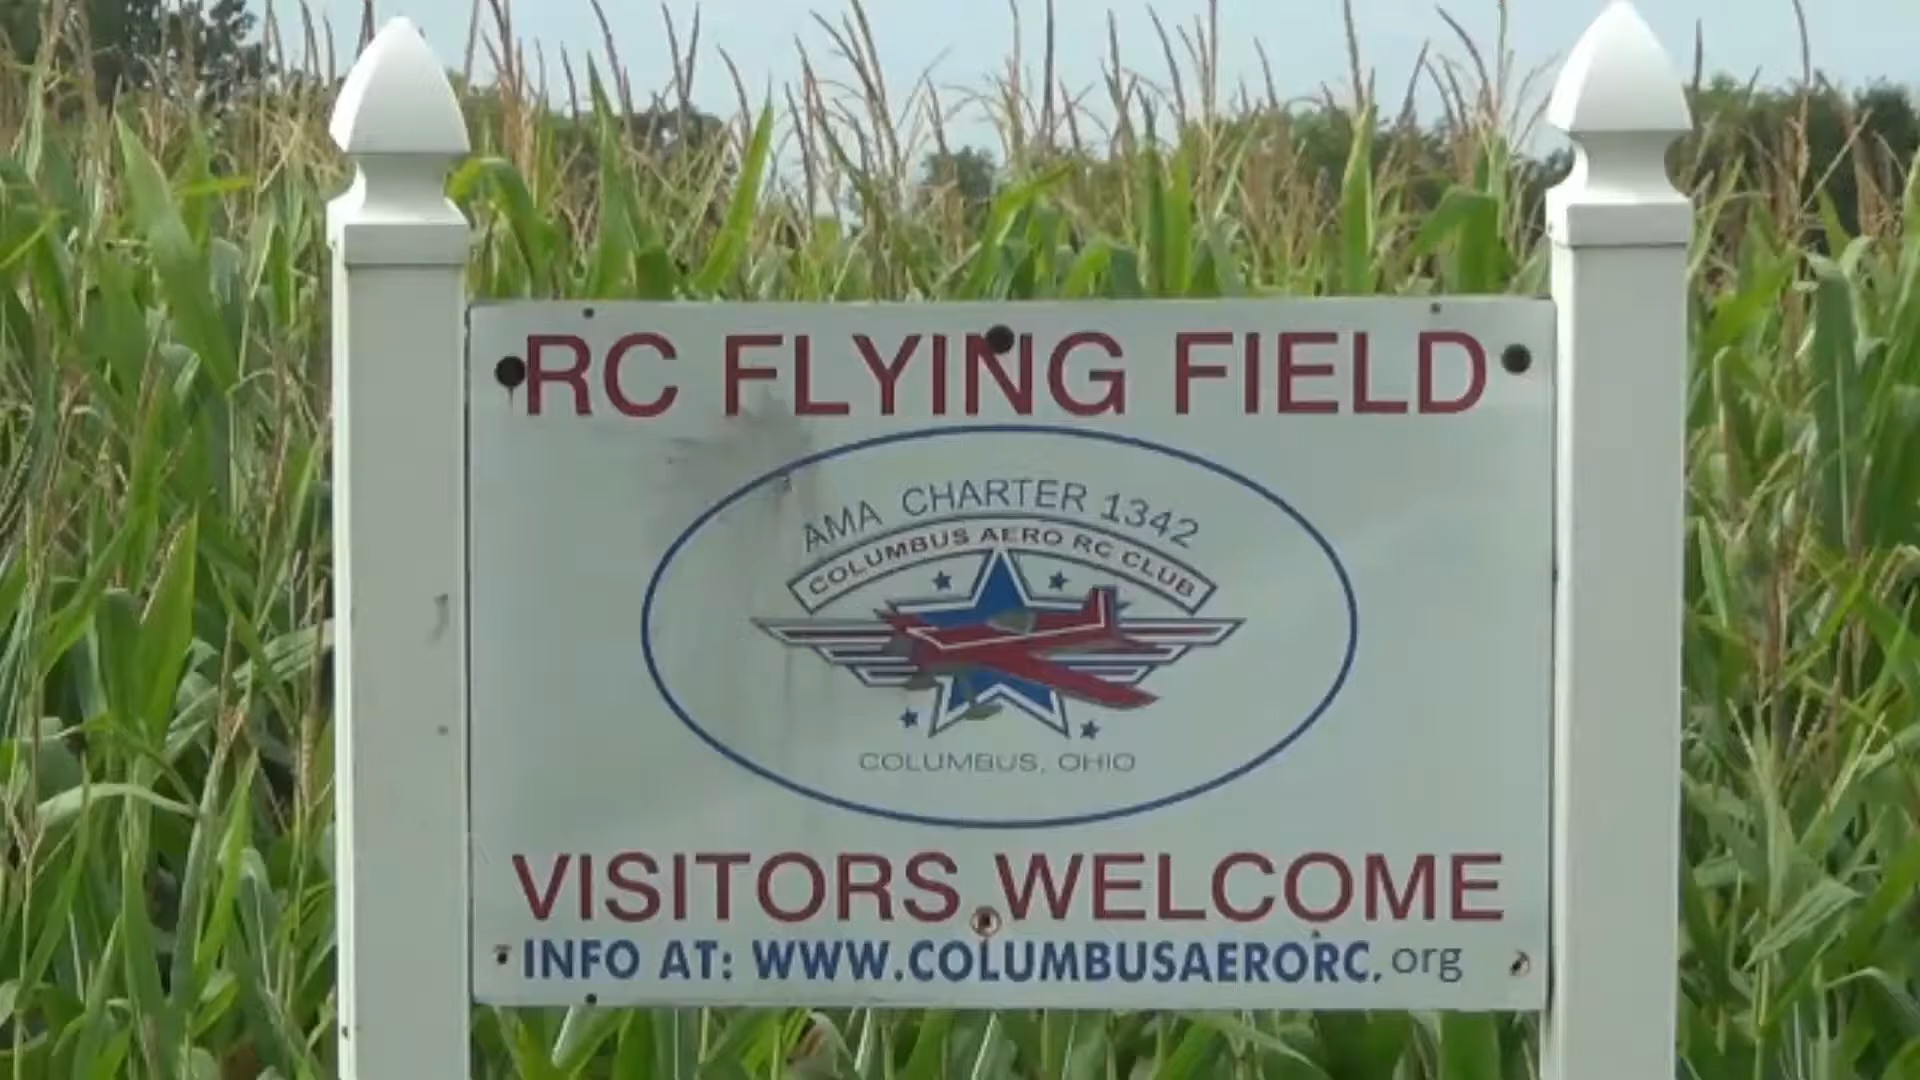 RC FLYING FIELD
AMA CHARTER 1342
COLUMBUS AERO RC CLUB
COLUMBUS, OHIO
VISITORS WELCOME
INFO AT: WWW.COLUMBUSAERORC.org